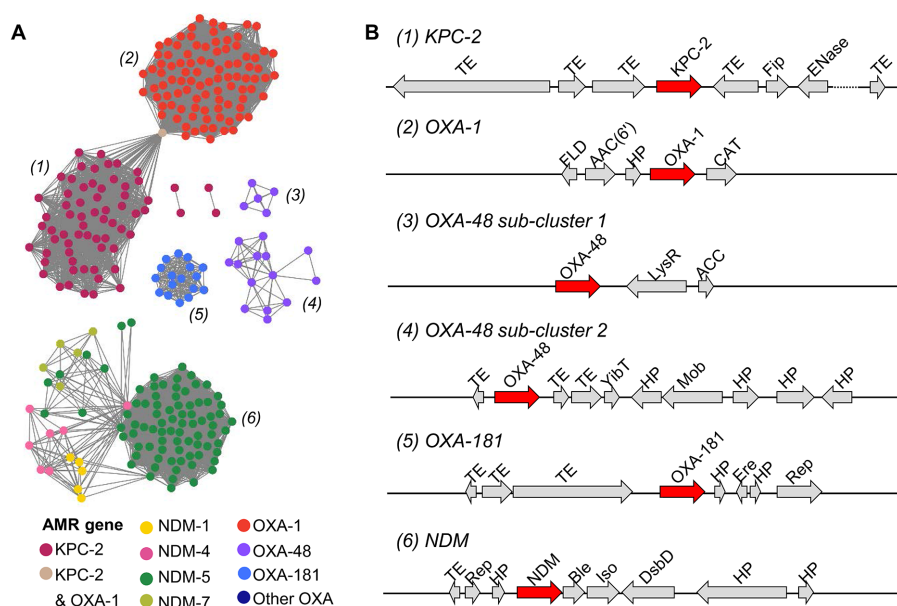 A
(2)
(1)
(3)
(4)
(5)
(6)
AMR gene
KPC-2
KPC-2
& OXA-1
NDM-1
NDM-4
NDM-5
NDM-7
OXA-1
OXA-48
OXA-181
Other OXA
B
(1) KPC-2
TE TE TE KPC-2 TE Fip ENase TE
(2) OXA-1
FLD AAC(6') HP OXA-1 CAT
(3) OXA-48 sub-cluster 1
OXA-48 LysR ACC
(4) OXA-48 sub-cluster 2
TE OXA-48 TE TE YibT HP Mob HP HP HP
(5) OXA-181
TE TE TE OXA-181 HP Ere HP Rep
(6) NDM
TE Rep HP NDM Ble Iso DsbD HP HP